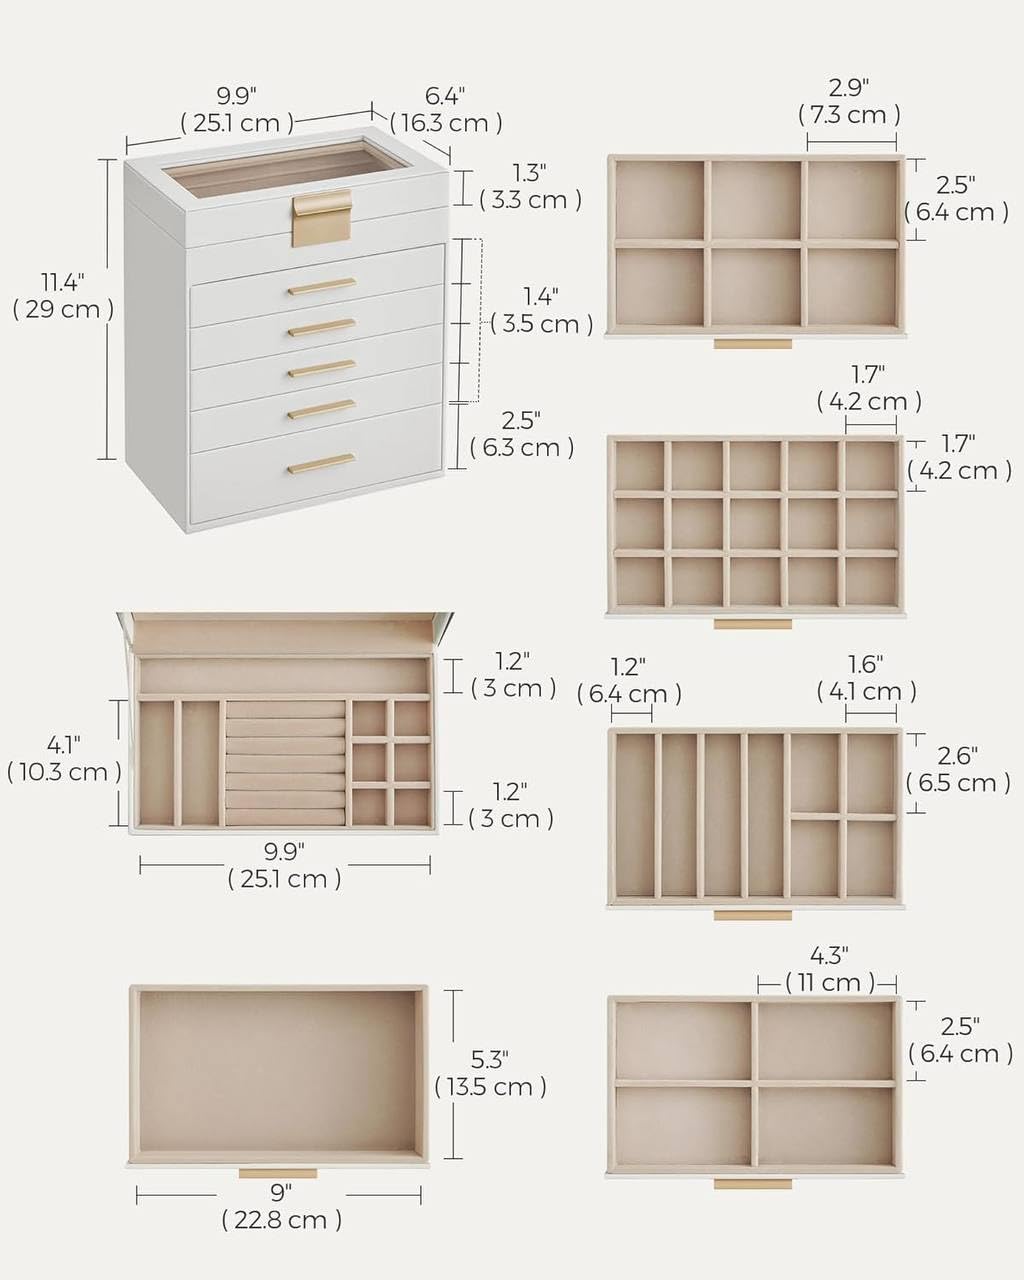 9.9"
( 25.1 cm )
6.4"
( 16.3 cm )
1.3"
( 3.3 cm )
11.4"
( 29 cm )
1.4"
( 3.5 cm )
2.5"
( 6.3 cm )
2.9"
( 7.3 cm )
2.5"
( 6.4 cm )
1.7"
( 4.2 cm )
1.7"
( 4.2 cm )
1.2"
( 3 cm )
4.1"
( 10.3 cm )
1.2"
( 3 cm )
9.9"
( 25.1 cm )
1.2"
( 6.4 cm )
1.6"
( 4.1 cm )
2.6"
( 6.5 cm )
5.3"
( 13.5 cm )
9"
( 22.8 cm )
4.3"
( 11 cm )
2.5"
( 6.4 cm )